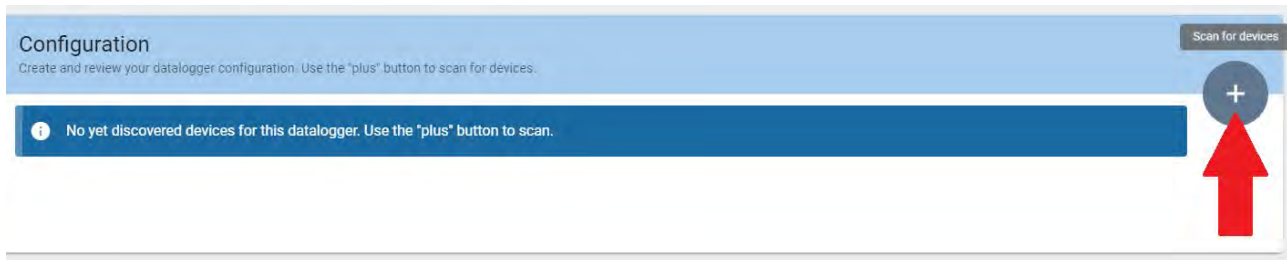 Configuration
Scan for devices
Create and review your datalogger configuration. Use the "plus" button to scan for devices.
No yet discovered devices for this datalogger. Use the "plus" button to scan.